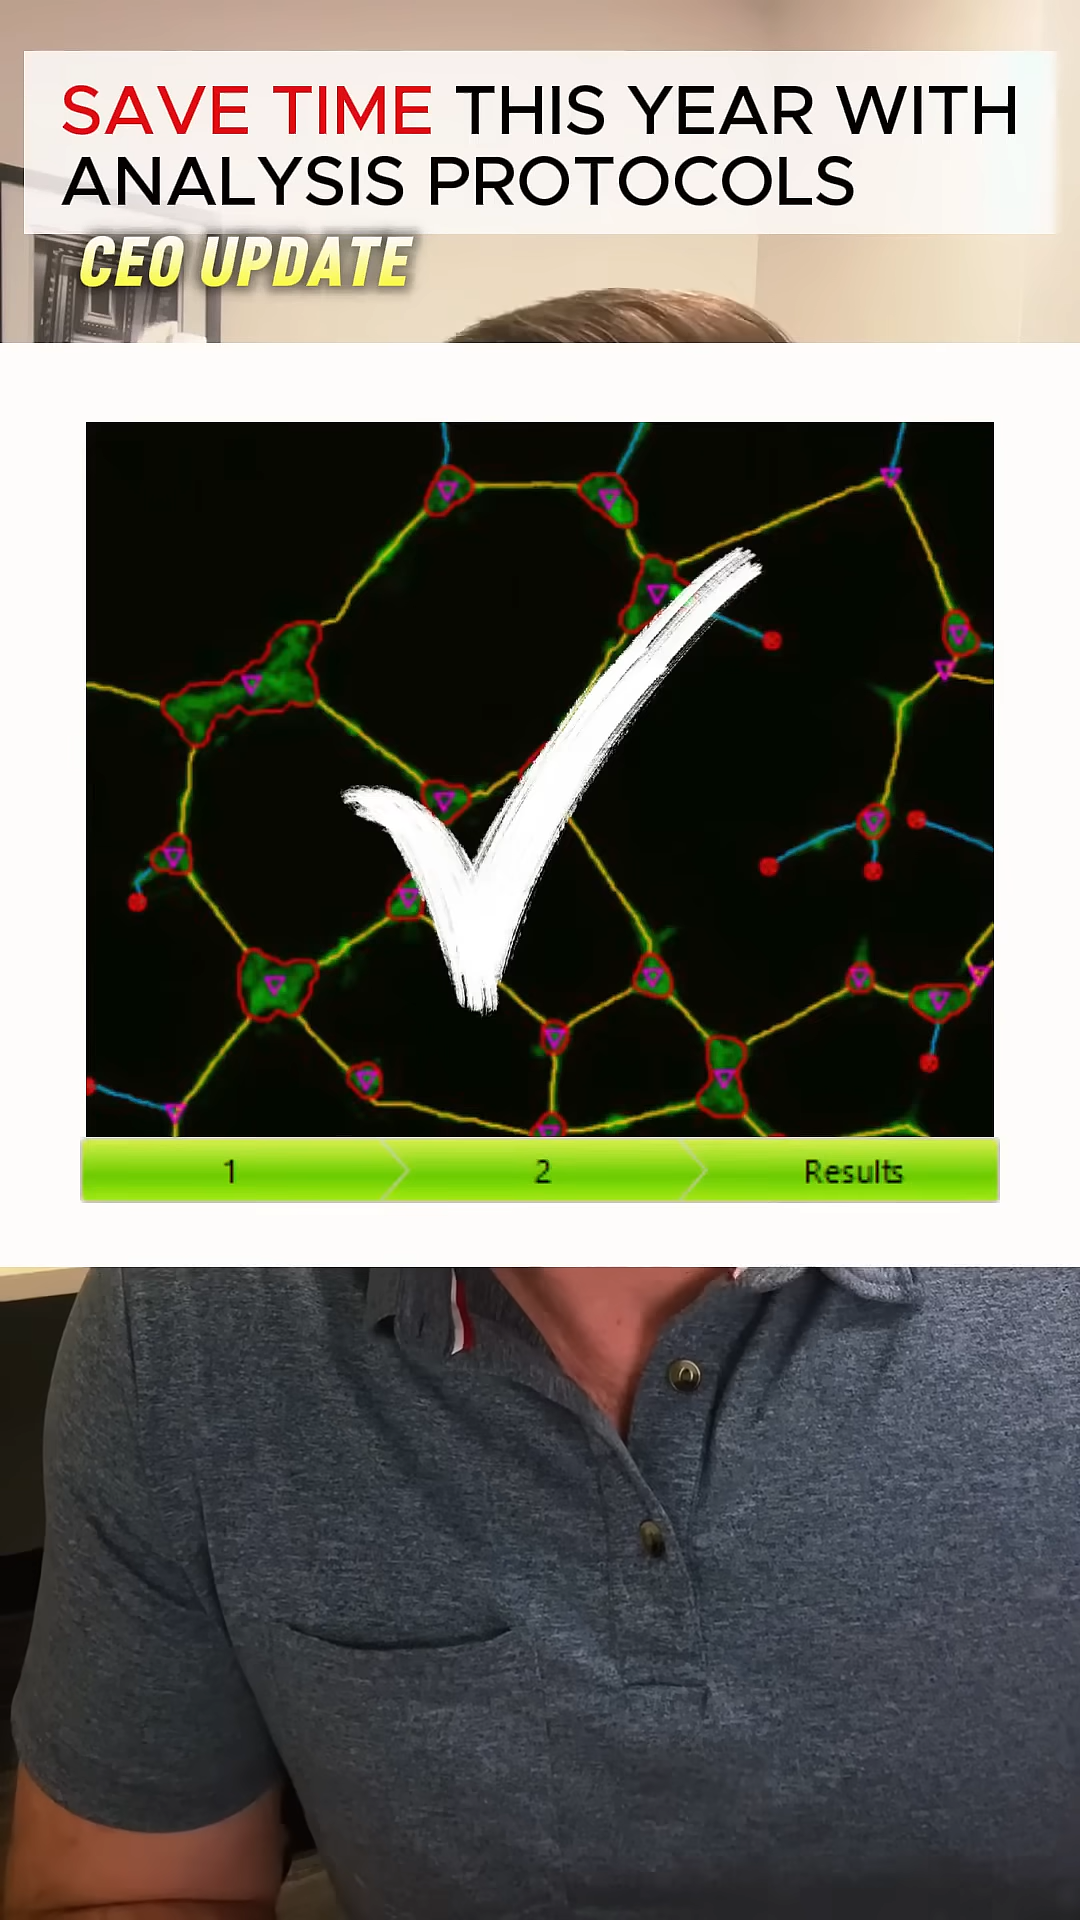 SAVE TIME THIS YEAR WITH
ANALYSIS PROTOCOLS
CEO UPDATE
1 2 Results